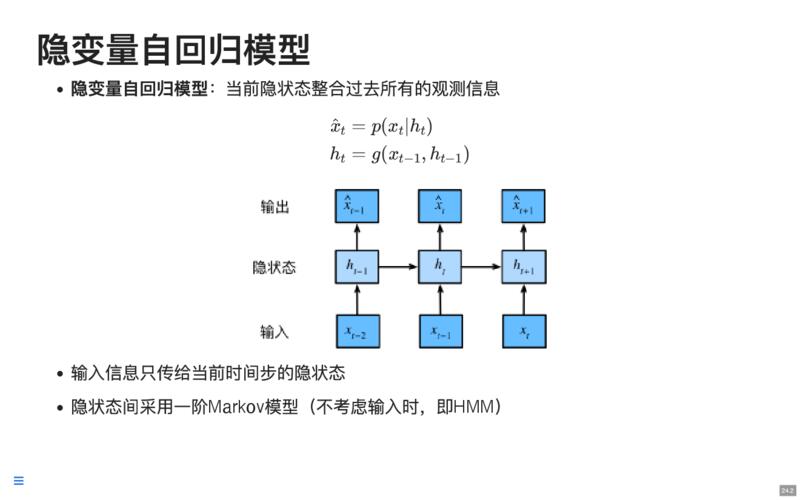 隐变量自回归模型
• 隐变量自回归模型：当前隐状态整合过去所有的观测信息
x̂_t = p(x_t|h_t)
h_t = g(x_{t−1}, h_{t−1})
输出 x̂_{t−1} x̂_t x̂_{t+1}
隐状态 h_{t−1} h_t h_{t+1}
输入 x_{t−2} x_{t−1} x_t
• 输入信息只传给当前时间步的隐状态
• 隐状态间采用一阶Markov模型（不考虑输入时，即HMM）
24.2